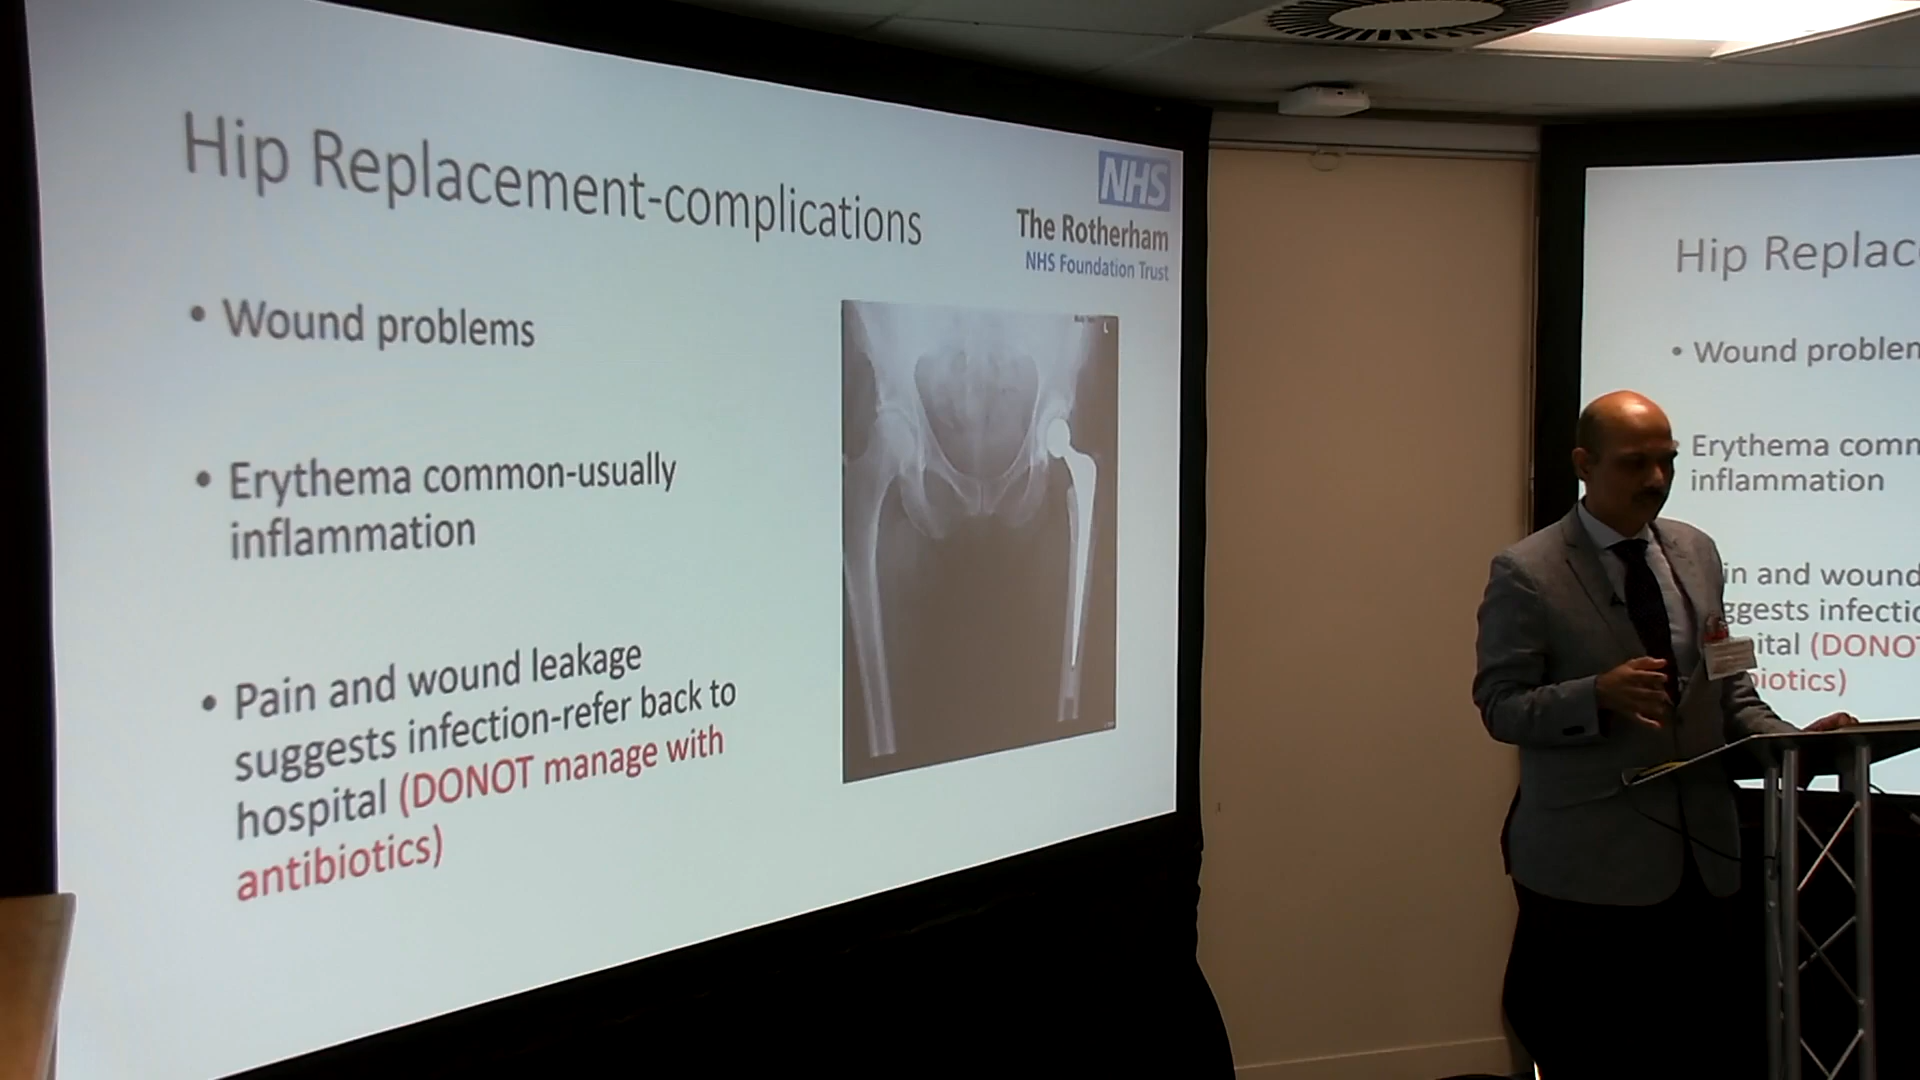 Hip Replacement-complications
NHS
The Rotherham
NHS Foundation Trust
• Wound problems
• Erythema common-usually
inflammation
• Pain and wound leakage
suggests infection-refer back to
hospital (DONOT manage with
antibiotics)
Hip Replac
• Wound problem
Erythema comm
inflammation
in and wound
ggests infectio
ital (DONOT
biotics)